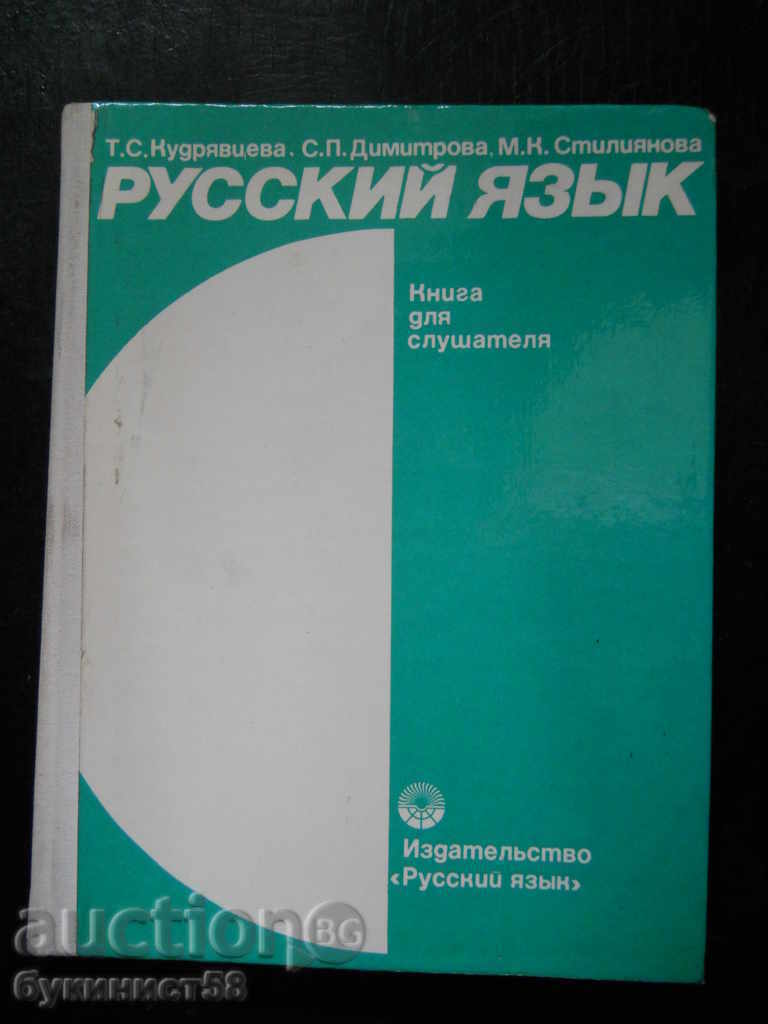 Т.С.Кудрявцева. С.П.Димитрова, М.К.Стилиянова
РУССКИЙ ЯЗЫК
Книга
для
слушателя
Издательство
«Русский язык»
auction BG
букинист58